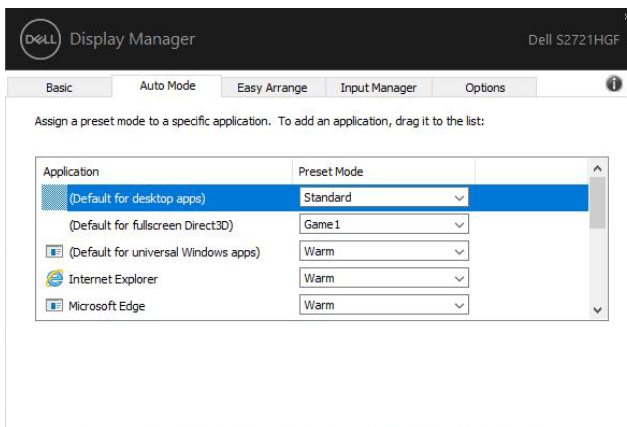 DELL Display Manager Dell S2721HGF
Basic Auto Mode Easy Arrange Input Manager Options
Assign a preset mode to a specific application. To add an application, drag it to the list:
Application Preset Mode
(Default for desktop apps) Standard
(Default for fullscreen Direct3D) Game1
(Default for universal Windows apps) Warm
Internet Explorer Warm
Microsoft Edge Warm